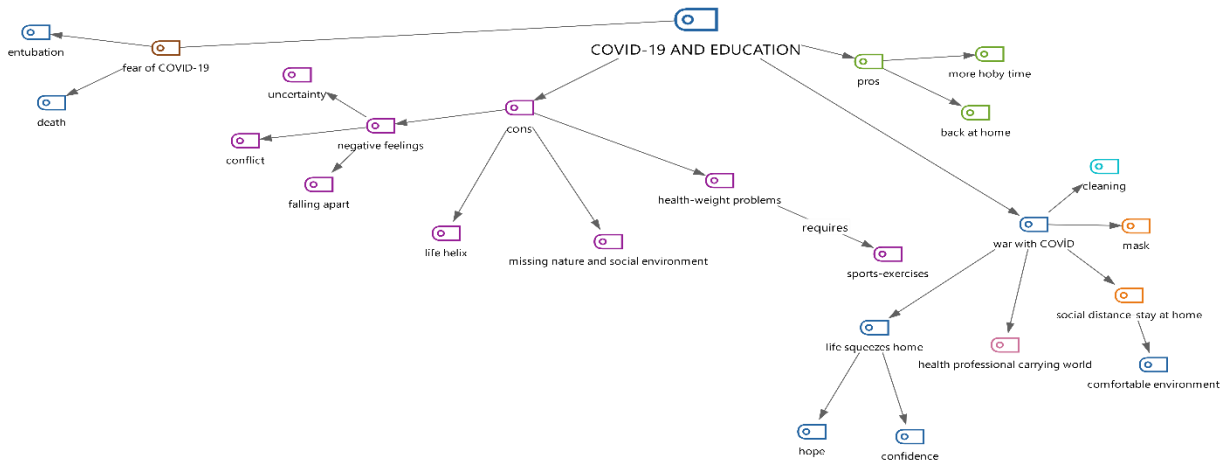 COVID-19 AND EDUCATION
entubation
fear of COVID-19
death
pros
more hoby time
back at home
uncertainty
cons
negative feelings
conflict
falling apart
health-weight problems
requires
sports-exercises
life helix
missing nature and social environment
cleaning
war with COVİD
mask
social distance-stay at home
comfortable environment
life squeezes home
health professional carrying world
hope
confidence